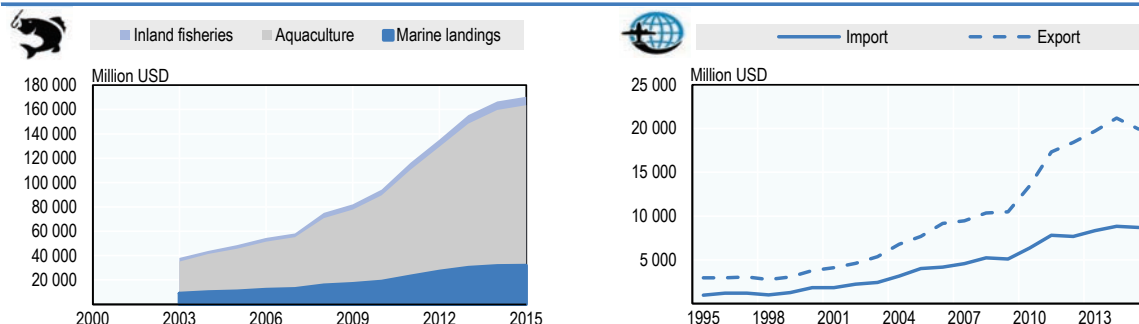 Inland fisheries Aquaculture Marine landings
Million USD
180 000
160 000
140 000
120 000
100 000
80 000
60 000
40 000
20 000
2000 2003 2006 2009 2012 2015
Import Export
Million USD
25 000
20 000
15 000
10 000
5 000
1995 1998 2001 2004 2007 2010 2013